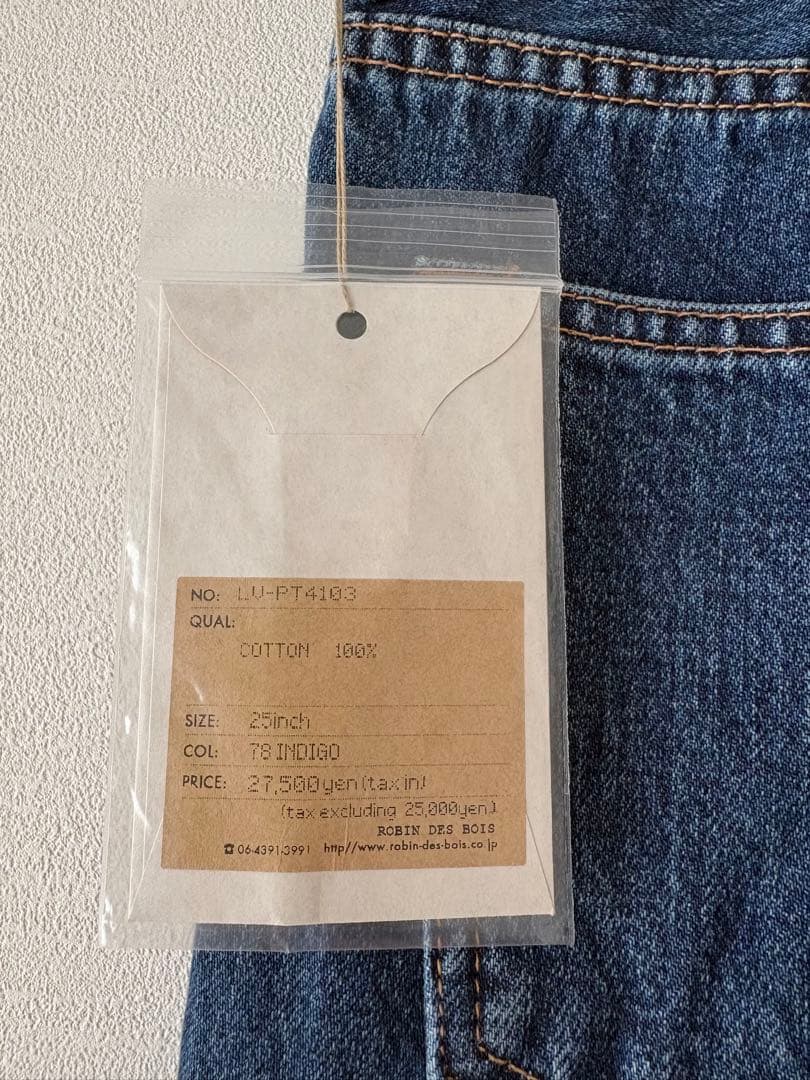 NO: LV-PT4103
QUAL:
COTTON 100%
SIZE: 25inch
COL: 78 INDIGO
PRICE: 27,500yen(tax in)
(tax excluding 25,000yen)
ROBIN DES BOIS
☎06-4391-3991 http//www.robin-des-bois.co jp